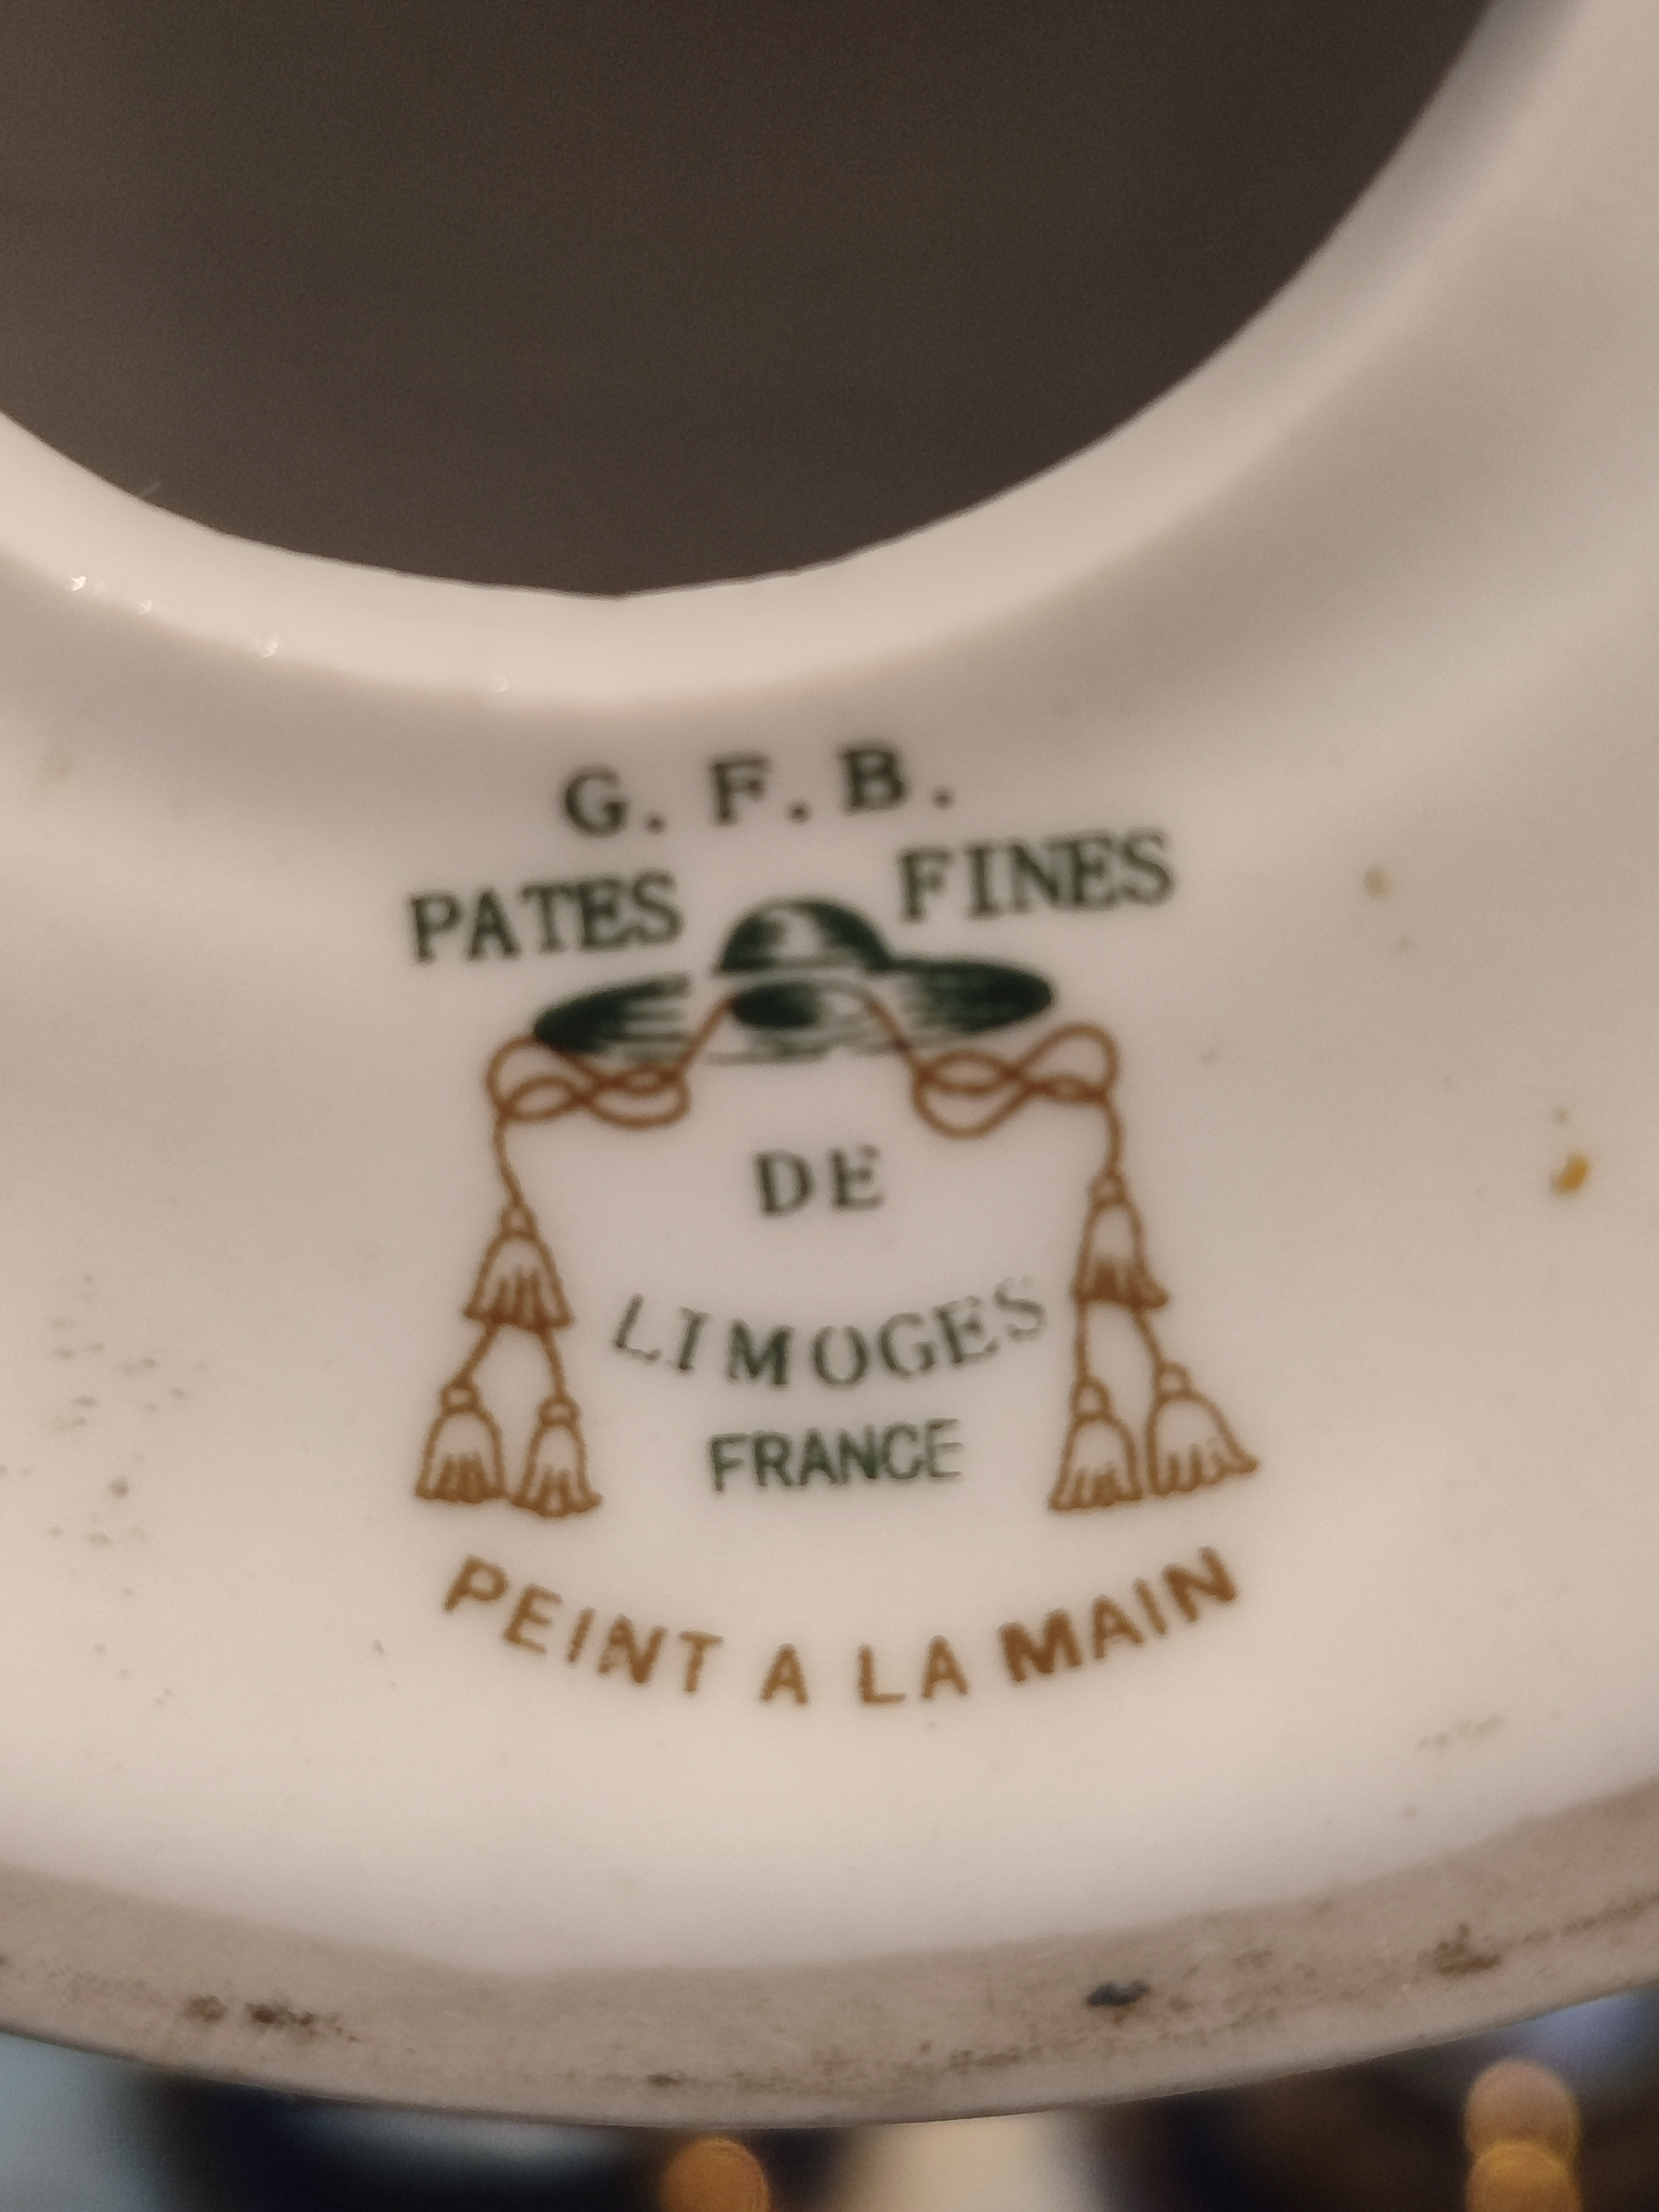 G. F. B.
PATES FINES
DE
LIMOGES
FRANCE
PEINT A LA MAIN